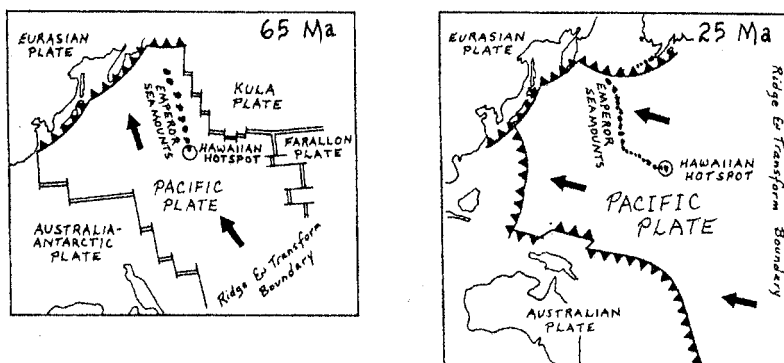 65 Ma
EURASIAN
PLATE
KULA
PLATE
EMPEROR
SEAMOUNTS
FARALLON
PLATE
HAWAIIAN
HOTSPOT
PACIFIC
PLATE
AUSTRALIA-
ANTARCTIC
PLATE
Ridge & Transform
Boundary
25 Ma
EURASIAN
PLATE
EMPEROR
SEAMOUNTS
HAWAIIAN
HOTSPOT
PACIFIC
PLATE
AUSTRALIAN
PLATE
Ridge & Transform Boundary